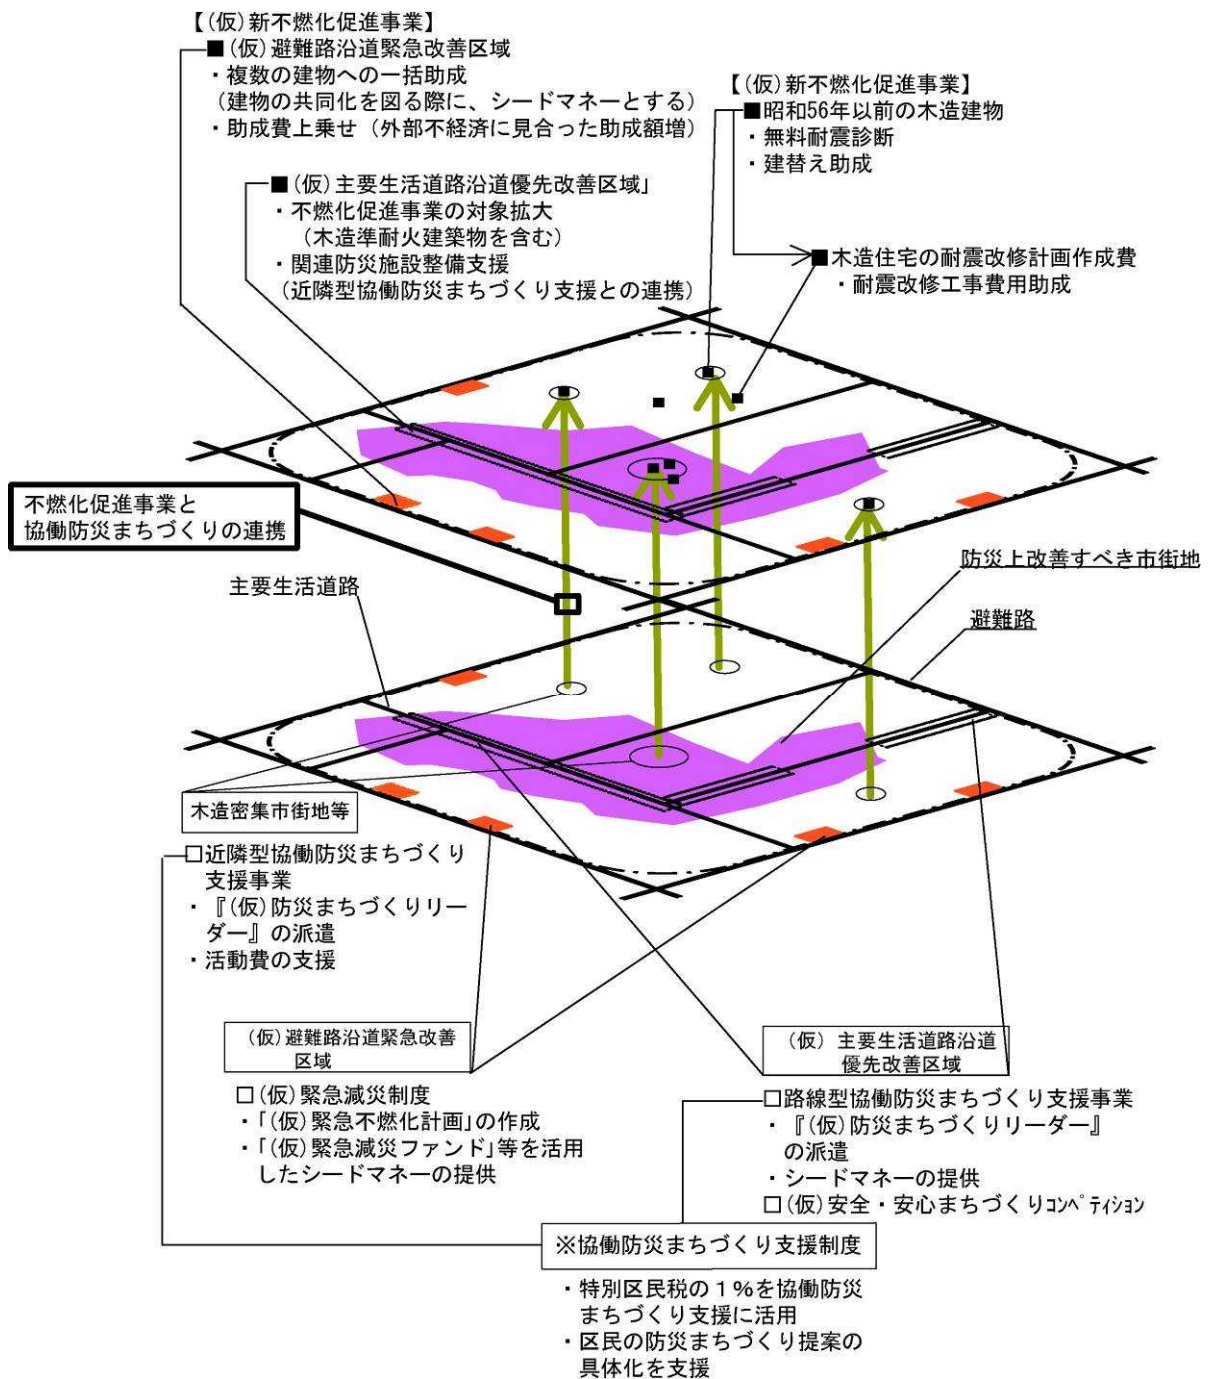 【(仮)新不燃化促進事業】
■(仮)避難路沿道緊急改善区域
・複数の建物への一括助成
（建物の共同化を図る際に、シードマネーとする）
・助成費上乗せ（外部不経済に見合った助成額増）
【(仮)新不燃化促進事業】
■昭和56年以前の木造建物
・無料耐震診断
・建替え助成
■(仮)主要生活道路沿道優先改善区域」
・不燃化促進事業の対象拡大
（木造準耐火建築物を含む）
・関連防災施設整備支援
（近隣型協働防災まちづくり支援との連携）
■木造住宅の耐震改修計画作成費
・耐震改修工事費用助成
不燃化促進事業と
協働防災まちづくりの連携
防災上改善すべき市街地
主要生活道路
避難路
木造密集市街地等
□近隣型協働防災まちづくり
支援事業
・『(仮)防災まちづくりリー
ダー』の派遣
・活動費の支援
(仮)避難路沿道緊急改善
区域
□(仮)緊急減災制度
・「(仮)緊急不燃化計画」の作成
・「(仮)緊急減災ファンド」等を活用
したシードマネーの提供
（仮）主要生活道路沿道
優先改善区域
□路線型協働防災まちづくり支援事業
・『(仮)防災まちづくりリーダー』
の派遣
・シードマネーの提供
□(仮)安全・安心まちづくりｺﾝﾍﾟﾃｨｼｮﾝ
※協働防災まちづくり支援制度
・特別区民税の１％を協働防災
まちづくり支援に活用
・区民の防災まちづくり提案の
具体化を支援